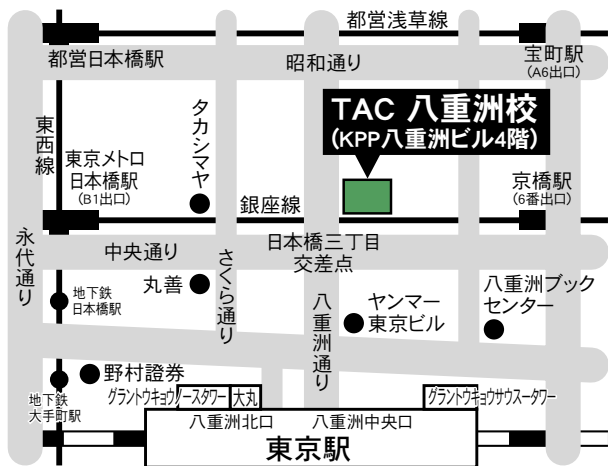 都営浅草線
都営日本橋駅
昭和通り
宝町駅
(A6出口)
TAC 八重洲校
(KPP八重洲ビル4階)
タカシマヤ
東西線
東京メトロ
日本橋駅
(B1出口)
京橋駅
(6番出口)
銀座線
永代通り
中央通り
さくら通り
日本橋三丁目
交差点
丸善
地下鉄
日本橋駅
八重洲通り
ヤンマー
東京ビル
八重洲ブック
センター
野村證券
地下鉄
大手町駅
グラントウキョウノースタワー
大丸
グラントウキョウサウスータワー
八重洲北口
八重洲中央口
東京駅